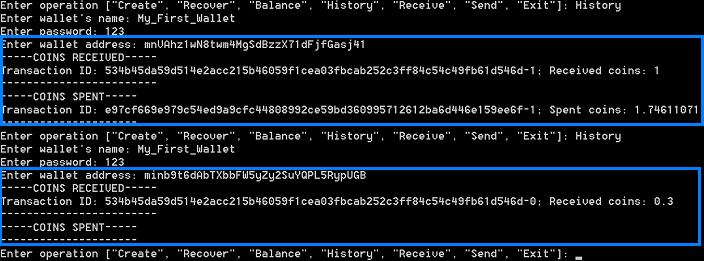 Enter operation ["Create", "Recover", "Balance", "History", "Receive", "Send", "Exit"]: History
Enter wallet's name: My_First_Wallet
Enter password: 123
Enter wallet address: mnVAhz1wN8twm4MgSdBzzX71dFjfGasj41
-----COINS RECEIVED-----
Transaction ID: 534b45da59d514e2acc215b46059f1cea03fbcab252c3ff84c54c49fb61d546d-1; Received coins: 1
------------------------
-----COINS SPENT-----
Transaction ID: e97cf669e979c54ed9a9cfc44808992ce59bd360995712612ba6d446e159ee6f-1; Spent coins: 1.74611071
---------------------
Enter operation ["Create", "Recover", "Balance", "History", "Receive", "Send", "Exit"]: History
Enter wallet's name: My_First_Wallet
Enter password: 123
Enter wallet address: minb9t6dAbTXbbFW5yZy2SuYQPL5RypUGB
-----COINS RECEIVED-----
Transaction ID: 534b45da59d514e2acc215b46059f1cea03fbcab252c3ff84c54c49fb61d546d-0; Received coins: 0.3
------------------------
-----COINS SPENT-----
---------------------
Enter operation ["Create", "Recover", "Balance", "History", "Receive", "Send", "Exit"]: _